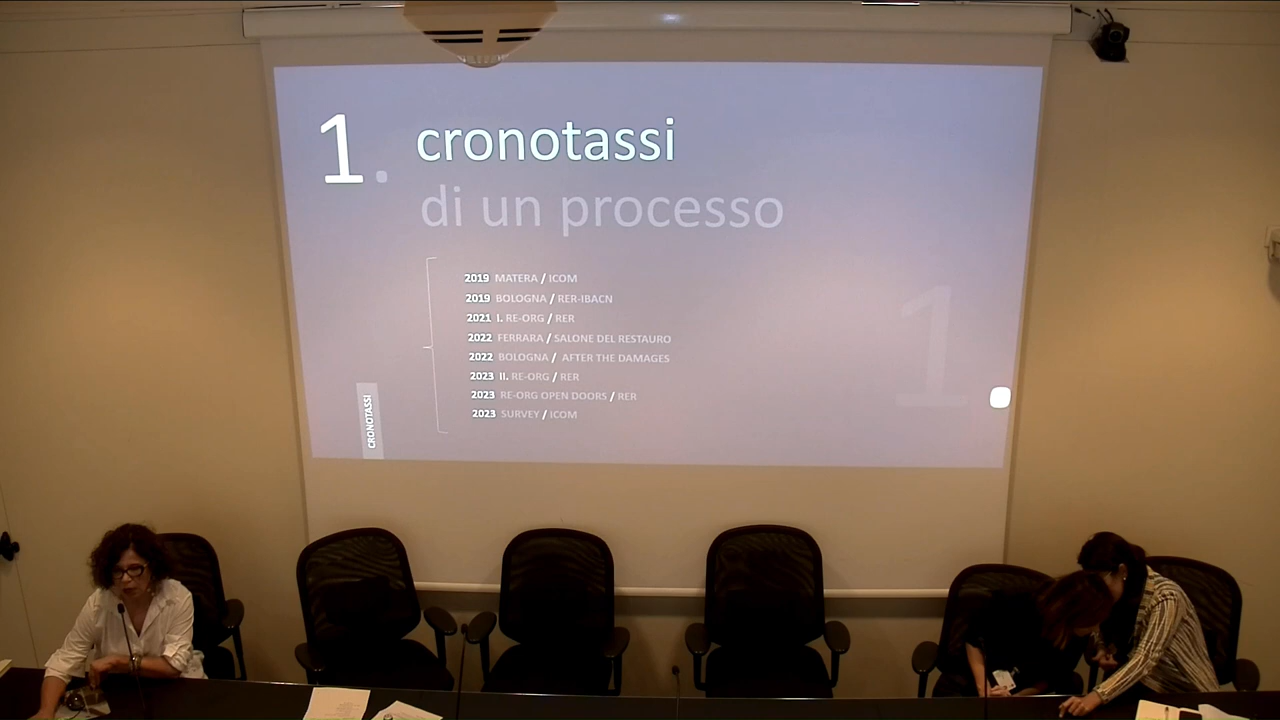 1. cronotassi
di un processo
2019 MATERA / ICOM
2019 BOLOGNA / RER-IBACN
2021 I. RE-ORG / RER
2022 FERRARA / SALONE DEL RESTAURO
2022 BOLOGNA / AFTER THE DAMAGES
2023 II. RE-ORG / RER
2023 RE-ORG OPEN DOORS / RER
2023 SURVEY / ICOM
CRONOTASSI
1